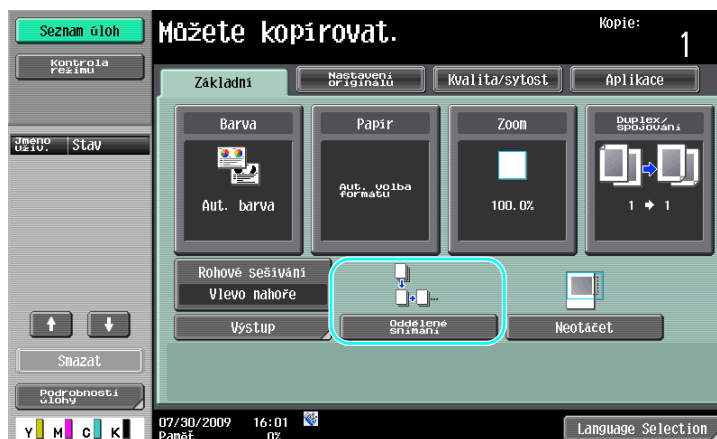 Seznam úloh
Kontrola
režimu
Jméno
uživ.
Stav
Smazat
Podrobnosti
úlohy
Y M C K
Můžete kopírovat.
Kopie:
1
Základní
Nastavení
originálu
Kvalita/sytost
Aplikace
Barva
Aut. barva
Papír
Aut. volba
formátu
Zoom
100.0%
Duplex/
spojování
1 → 1
Rohové sešívání
Vlevo nahoře
Výstup
Oddělené
snímání
Neotáčet
07/30/2009 16:01
Paměť 0%
Language Selection